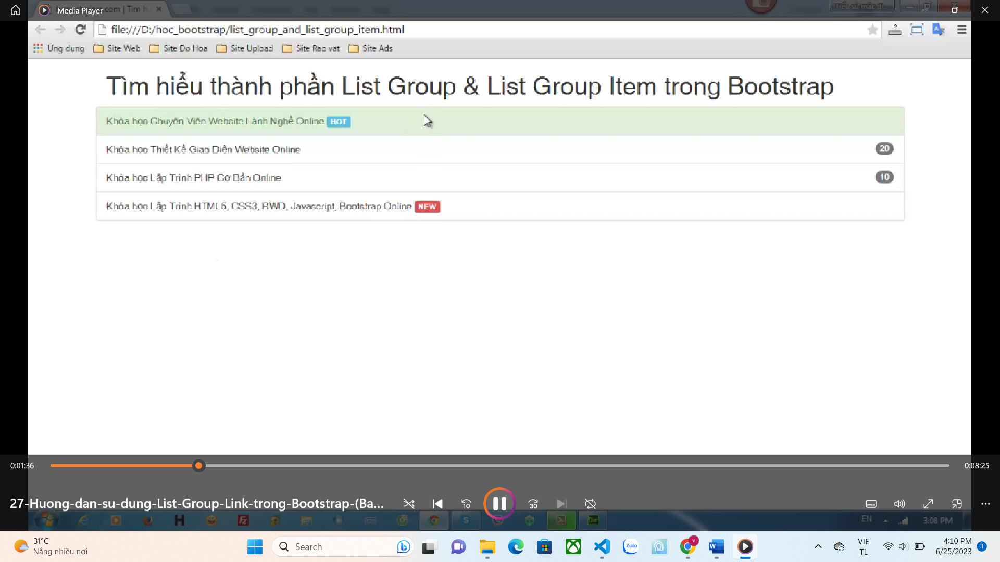 Media Player
file:///D:/hoc_bootstrap/list_group_and_list_group_item.html
Ứng dụng Site Web Site Do Hoa Site Upload Site Rao vat Site Ads
Tìm hiểu thành phần List Group & List Group Item trong Bootstrap
Khóa học Chuyên Viên Website Lành Nghề Online HOT
Khóa học Thiết Kế Giao Diện Website Online 20
Khóa học Lập Trình PHP Cơ Bản Online 10
Khóa học Lập Trình HTML5, CSS3, RWD, Javascript, Bootstrap Online NEW
0:01:36 0:08:25
27-Huong-dan-su-dung-List-Group-Link-trong-Bootstrap-(Ba... 10 30
EN 3:08 PM
31°C
Nắng nhiều nơi
Search
Zalo
VIE
TL
4:10 PM
6/25/2023
3